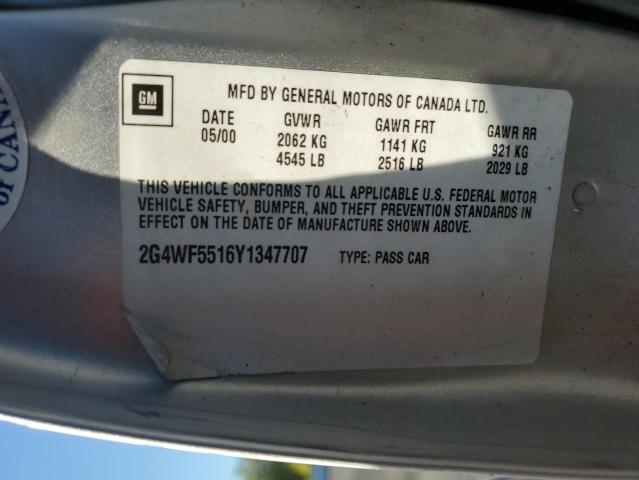 GM
MFD BY GENERAL MOTORS OF CANADA LTD.
DATE GVWR GAWR FRT GAWR RR
05/00 2062 KG 1141 KG 921 KG
4545 LB 2516 LB 2029 LB
THIS VEHICLE CONFORMS TO ALL APPLICABLE U.S. FEDERAL MOTOR
VEHICLE SAFETY, BUMPER, AND THEFT PREVENTION STANDARDS IN
EFFECT ON THE DATE OF MANUFACTURE SHOWN ABOVE.
2G4WF5516Y1347707 TYPE: PASS CAR
of CANA